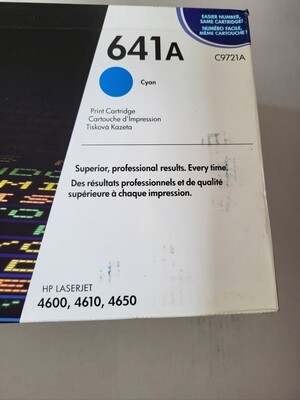 EASIER NUMBER,
SAME CARTRIDGE!
NUMÉRO FACILE,
MÊME CARTOUCHE!
641A
C9721A
Cyan
Print Cartridge
Cartouche d'Impression
Tisková Kazeta
Superior, professional results. Every time.
Des résultats professionnels et de qualité
supérieure à chaque impression.
HP LASERJET
4600, 4610, 4650